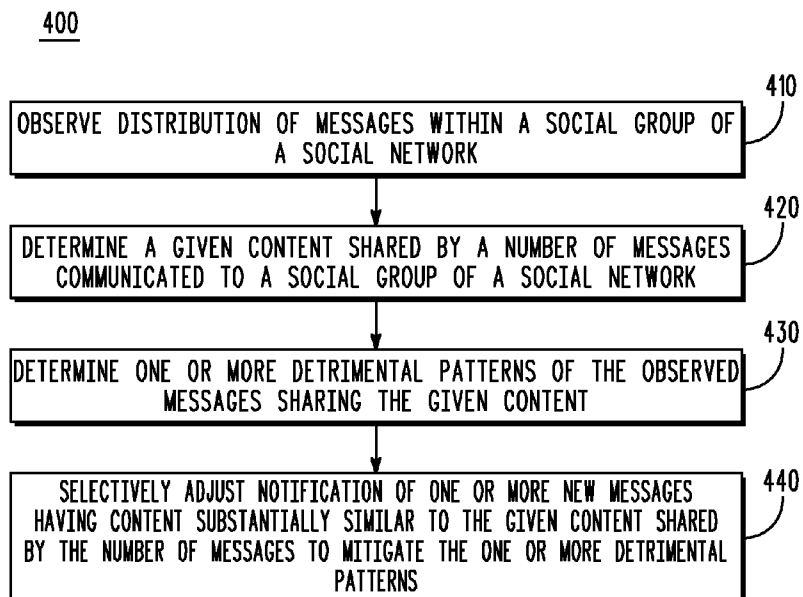 400
410
OBSERVE DISTRIBUTION OF MESSAGES WITHIN A SOCIAL GROUP OF
A SOCIAL NETWORK
420
DETERMINE A GIVEN CONTENT SHARED BY A NUMBER OF MESSAGES
COMMUNICATED TO A SOCIAL GROUP OF A SOCIAL NETWORK
430
DETERMINE ONE OR MORE DETRIMENTAL PATTERNS OF THE OBSERVED
MESSAGES SHARING THE GIVEN CONTENT
440
SELECTIVELY ADJUST NOTIFICATION OF ONE OR MORE NEW MESSAGES
HAVING CONTENT SUBSTANTIALLY SIMILAR TO THE GIVEN CONTENT SHARED
BY THE NUMBER OF MESSAGES TO MITIGATE THE ONE OR MORE DETRIMENTAL
PATTERNS